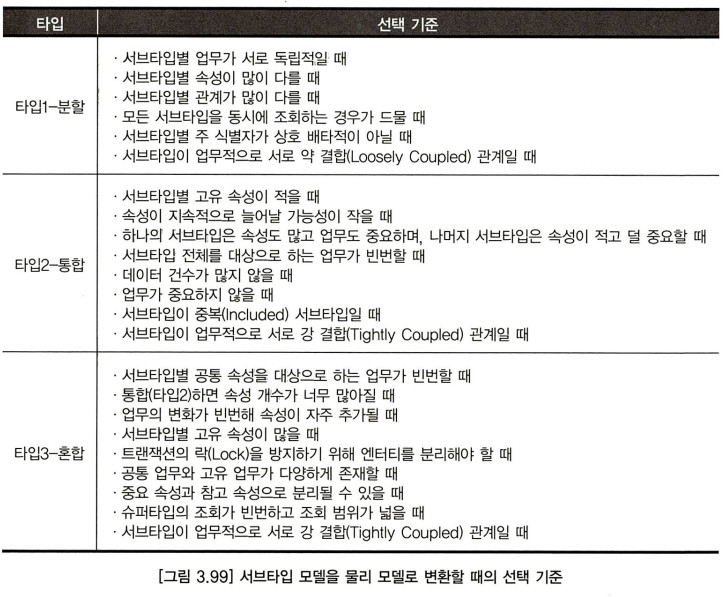 타입 선택 기준
타입1–분할
· 서브타입별 업무가 서로 독립적일 때
· 서브타입별 속성이 많이 다를 때
· 서브타입별 관계가 많이 다를 때
· 모든 서브타입을 동시에 조회하는 경우가 드물 때
· 서브타입별 주 식별자가 상호 배타적이 아닐 때
· 서브타입이 업무적으로 서로 약 결합(Loosely Coupled) 관계일 때
타입2–통합
· 서브타입별 고유 속성이 적을 때
· 속성이 지속적으로 늘어날 가능성이 작을 때
· 하나의 서브타입은 속성도 많고 업무도 중요하며, 나머지 서브타입은 속성이 적고 덜 중요할 때
· 서브타입 전체를 대상으로 하는 업무가 빈번할 때
· 데이터 건수가 많지 않을 때
· 업무가 중요하지 않을 때
· 서브타입이 중복(Included) 서브타입일 때
· 서브타입이 업무적으로 서로 강 결합(Tightly Coupled) 관계일 때
타입3–혼합
· 서브타입별 공통 속성을 대상으로 하는 업무가 빈번할 때
· 통합(타입2)하면 속성 개수가 너무 많아질 때
· 업무의 변화가 빈번해 속성이 자주 추가될 때
· 서브타입별 고유 속성이 많을 때
· 트랜잭션의 락(Lock)을 방지하기 위해 엔터티를 분리해야 할 때
· 공통 업무와 고유 업무가 다양하게 존재할 때
· 중요 속성과 참고 속성으로 분리될 수 있을 때
· 슈퍼타입의 조회가 빈번하고 조회 범위가 넓을 때
· 서브타입이 업무적으로 서로 강 결합(Tightly Coupled) 관계일 때
[그림 3.99] 서브타입 모델을 물리 모델로 변환할 때의 선택 기준